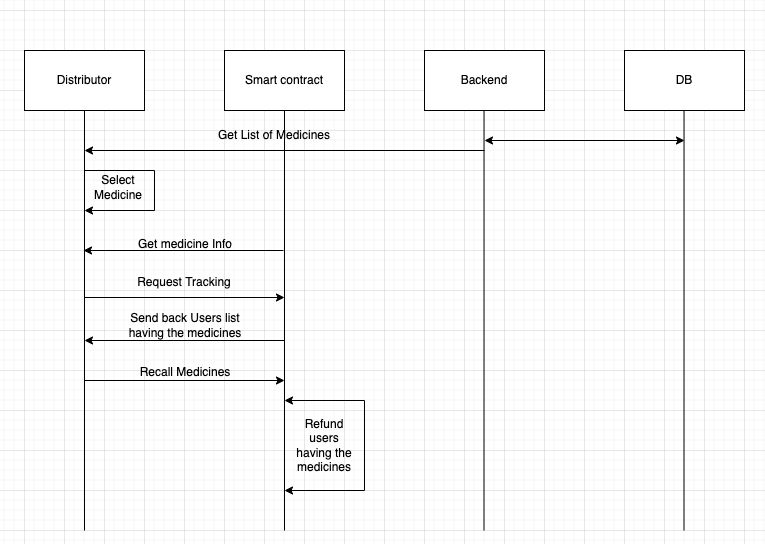 Distributor
Smart contract
Backend
DB
Get List of Medicines
Select
Medicine
Get medicine Info
Request Tracking
Send back Users list
having the medicines
Recall Medicines
Refund
users
having the
medicines